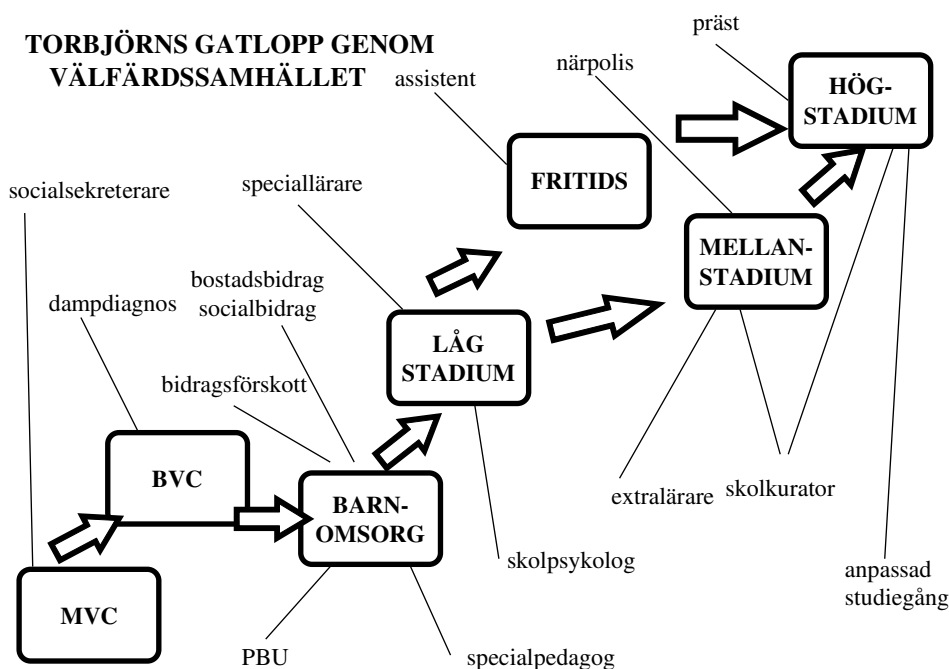 TORBJÖRNS GATLOPP GENOM
VÄLFÄRDSSAMHÄLLET
präst
närpolis
assistent
HÖG-
STADIUM
FRITIDS
socialsekreterare
speciallärare
MELLAN-
STADIUM
bostadsbidrag
socialbidrag
dampdiagnos
LÅG
STADIUM
bidragsförskott
BVC
BARN-
OMSORG
extralärare
skolkurator
skolpsykolog
anpassad
studiegång
MVC
PBU
specialpedagog